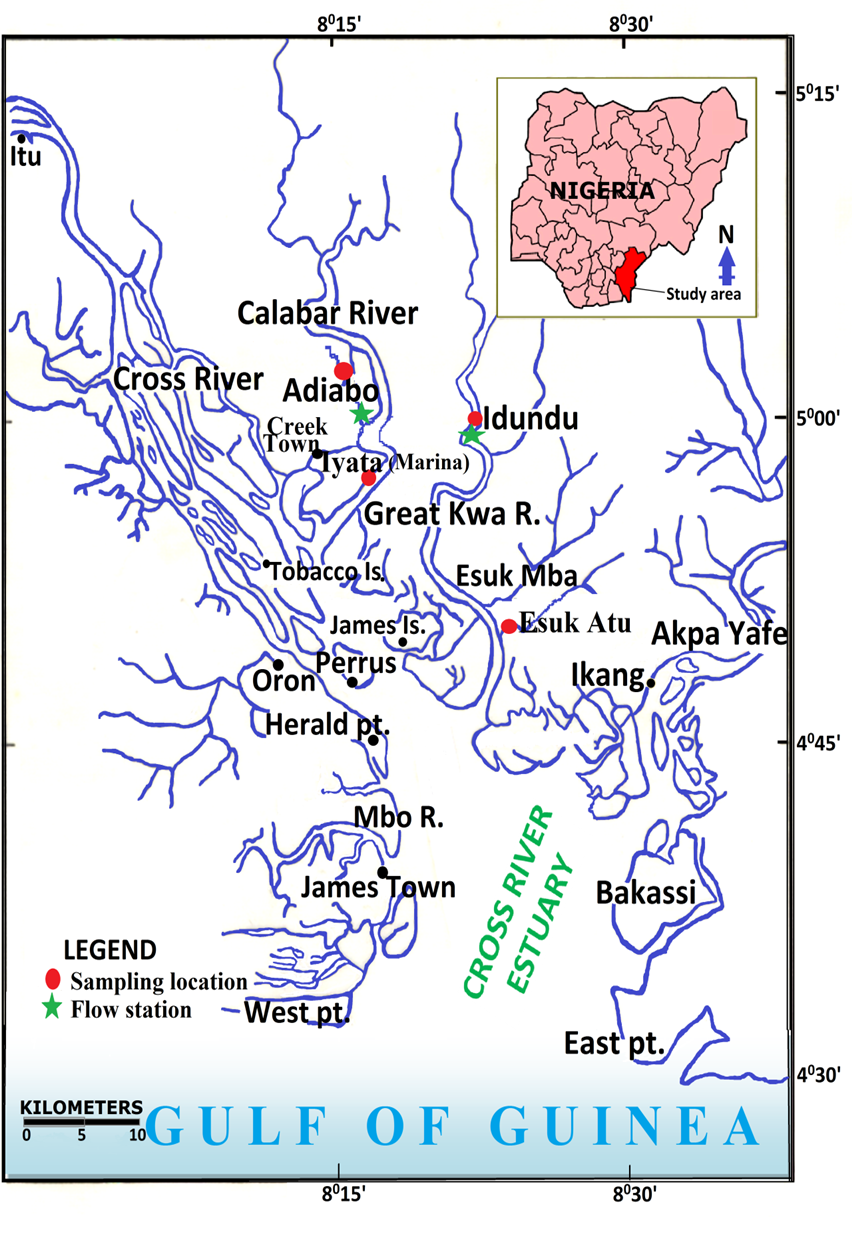 8⁰15' 8⁰30'
5⁰15'
Itu
NIGERIA
N
Study area
Calabar River
Cross River
Adiabo
Creek
Town
Idundu
5⁰00'
Iyata (Marina)
Great Kwa R.
Tobacco Is.
Esuk Mba
James Is.
Esuk Atu
Akpa Yafe
Perrus
Oron
Ikang
Herald pt.
4⁰45'
Mbo R.
James Town
CROSS RIVER
ESTUARY
Bakassi
LEGEND
Sampling location
Flow station
West pt.
East pt.
4⁰30'
KILOMETERS
0 5 10
GULF OF GUINEA
8⁰15' 8⁰30'